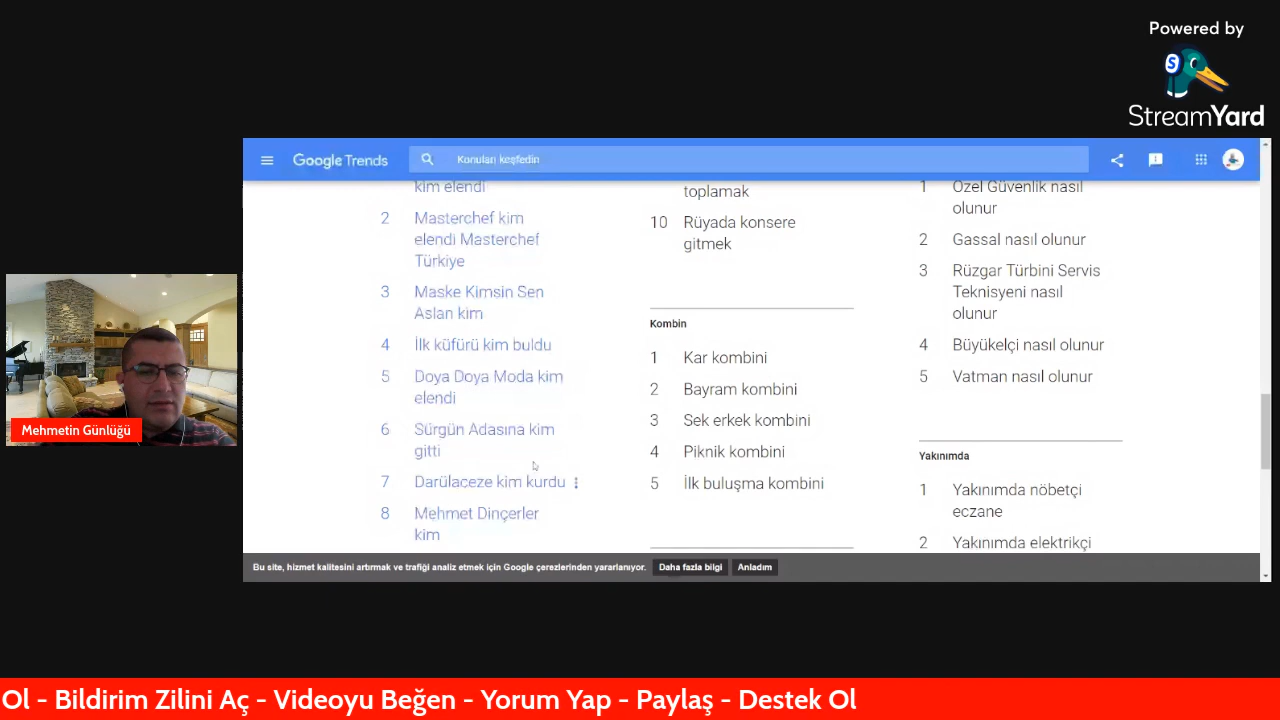 Powered by
S
StreamYard
Google Trends
Konuları keşfedin
kim elendi
2 Masterchef kim
elendi Masterchef
Türkiye
3 Maske Kimsin Sen
Aslan kim
4 İlk küfürü kim buldu
5 Doya Doya Moda kim
elendi
6 Sürgün Adasına kim
gitti
7 Darülaceze kim kurdu
8 Mehmet Dinçerler
kim
toplamak
10 Rüyada konsere
gitmek
Kombin
1 Kar kombini
2 Bayram kombini
3 Sek erkek kombini
4 Piknik kombini
5 İlk buluşma kombini
1 Özel Güvenlik nasıl
olunur
2 Gassal nasıl olunur
3 Rüzgar Türbini Servis
Teknisyeni nasıl
olunur
4 Büyükelçi nasıl olunur
5 Vatman nasıl olunur
Yakınımda
1 Yakınımda nöbetçi
eczane
2 Yakınımda elektrikçi
Bu site, hizmet kalitesini artırmak ve trafiği analiz etmek için Google çerezlerinden yararlanıyor.
Daha fazla bilgi
Anladım
Mehmetin Günlüğü
Ol - Bildirim Zilini Aç - Videoyu Beğen - Yorum Yap - Paylaş - Destek Ol